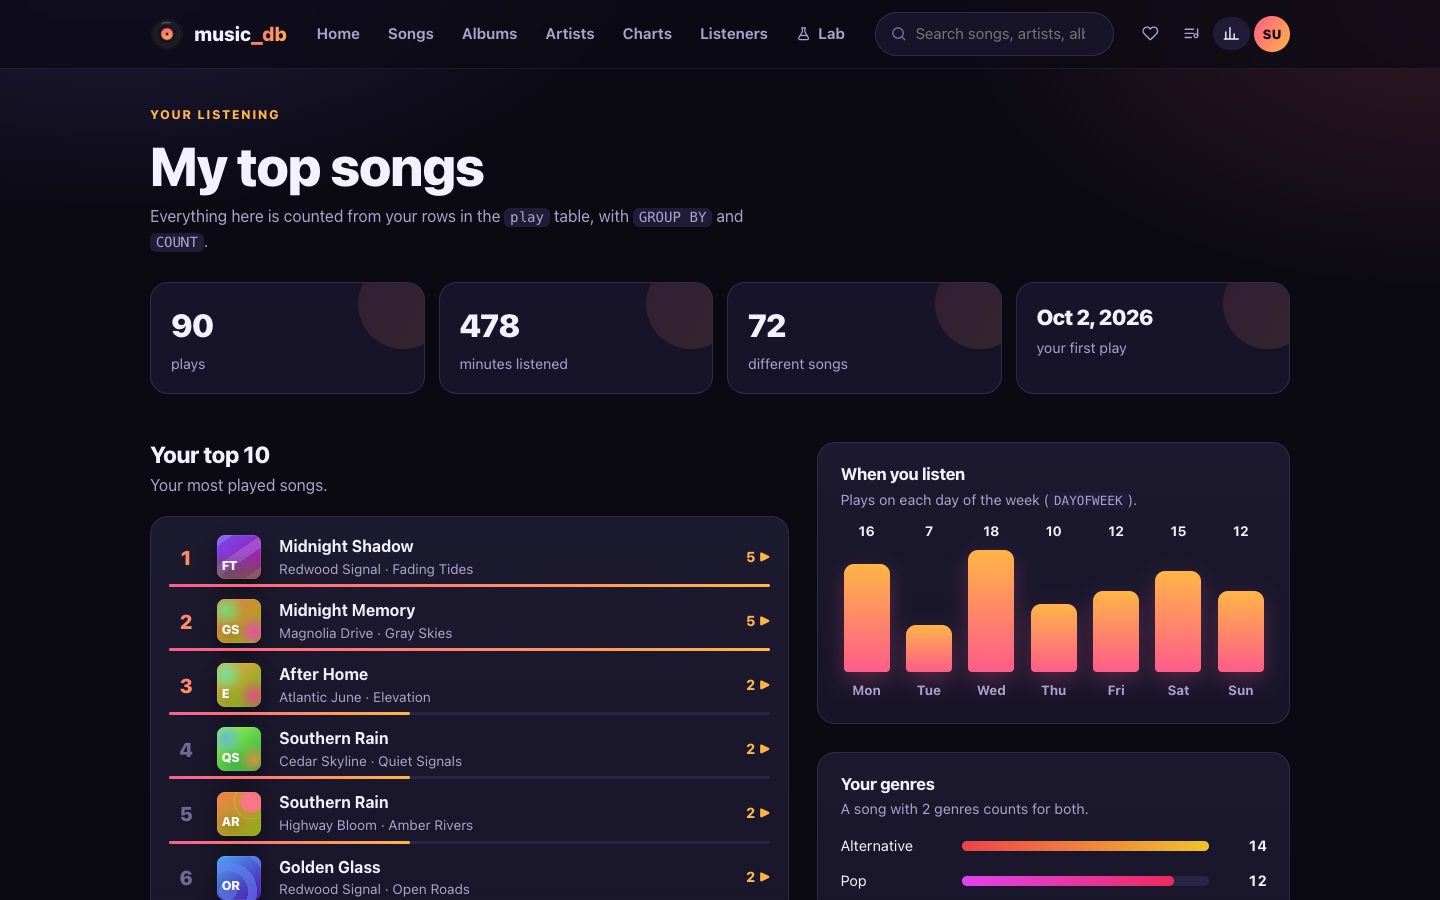 music_db Home Songs Albums Artists Charts Listeners Lab Search songs, artists, alb SU
YOUR LISTENING
My top songs
Everything here is counted from your rows in the play table, with GROUP BY and
COUNT.
90
plays
478
minutes listened
72
different songs
Oct 2, 2026
your first play
Your top 10
Your most played songs.
1 FT Midnight Shadow 5
Redwood Signal · Fading Tides
2 GS Midnight Memory 5
Magnolia Drive · Gray Skies
3 E After Home 2
Atlantic June · Elevation
4 QS Southern Rain 2
Cedar Skyline · Quiet Signals
5 AR Southern Rain 2
Highway Bloom · Amber Rivers
6 OR Golden Glass 2
Redwood Signal · Open Roads
When you listen
Plays on each day of the week ( DAYOFWEEK ).
16 7 18 10 12 15 12
Mon Tue Wed Thu Fri Sat Sun
Your genres
A song with 2 genres counts for both.
Alternative 14
Pop 12